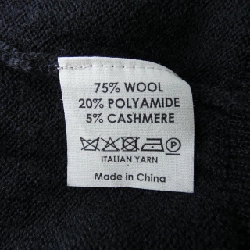 75% WOOL
20% POLYAMIDE
5% CASHMERE
ITALIAN YARN
Made in China